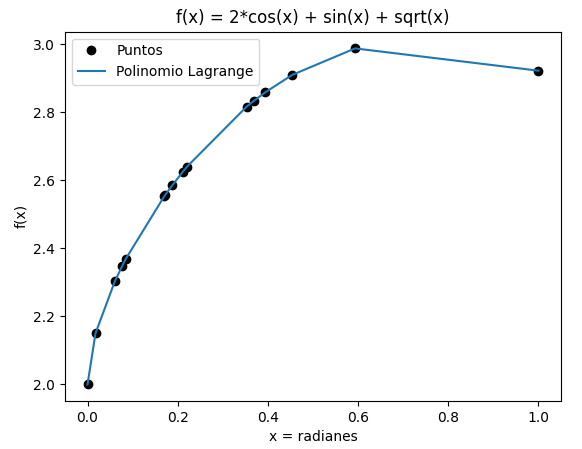 f(x) = 2*cos(x) + sin(x) + sqrt(x)
Puntos
Polinomio Lagrange
f(x)
3.0
2.8
2.6
2.4
2.2
2.0
0.0 0.2 0.4 0.6 0.8 1.0
x = radianes